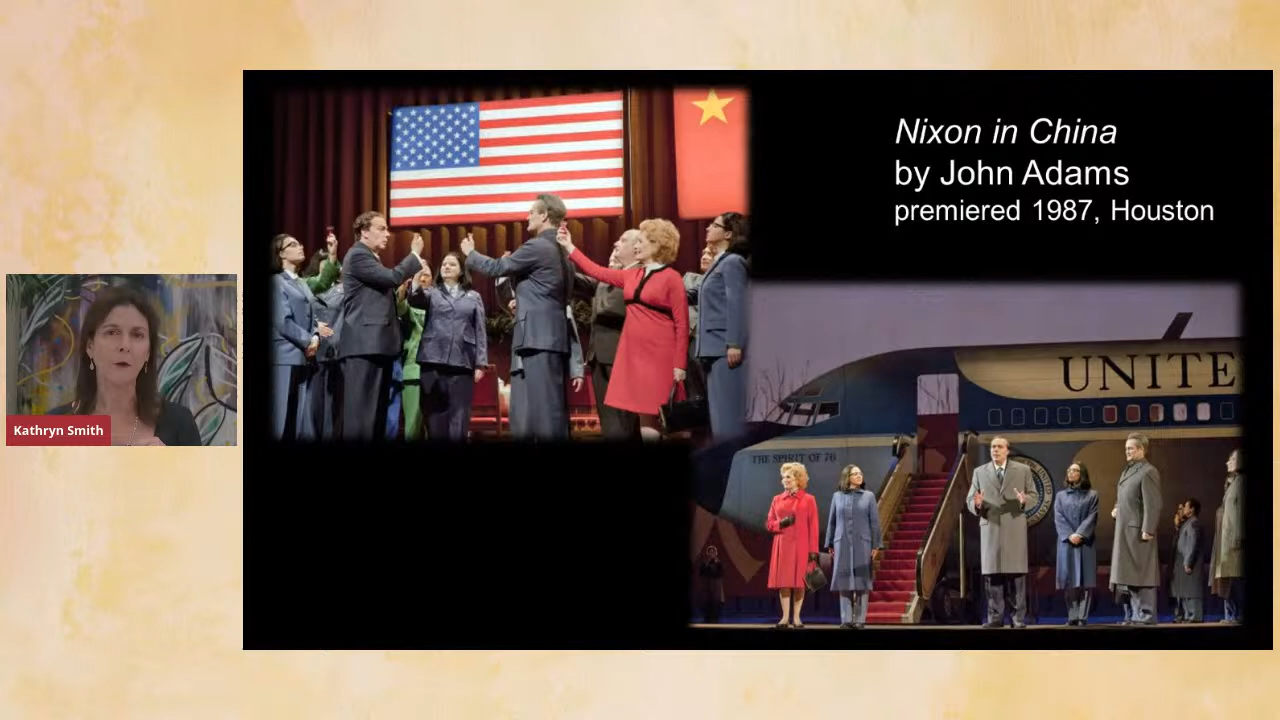 Nixon in China
by John Adams
premiered 1987, Houston
UNITE
THE SPIRIT OF 76
Kathryn Smith